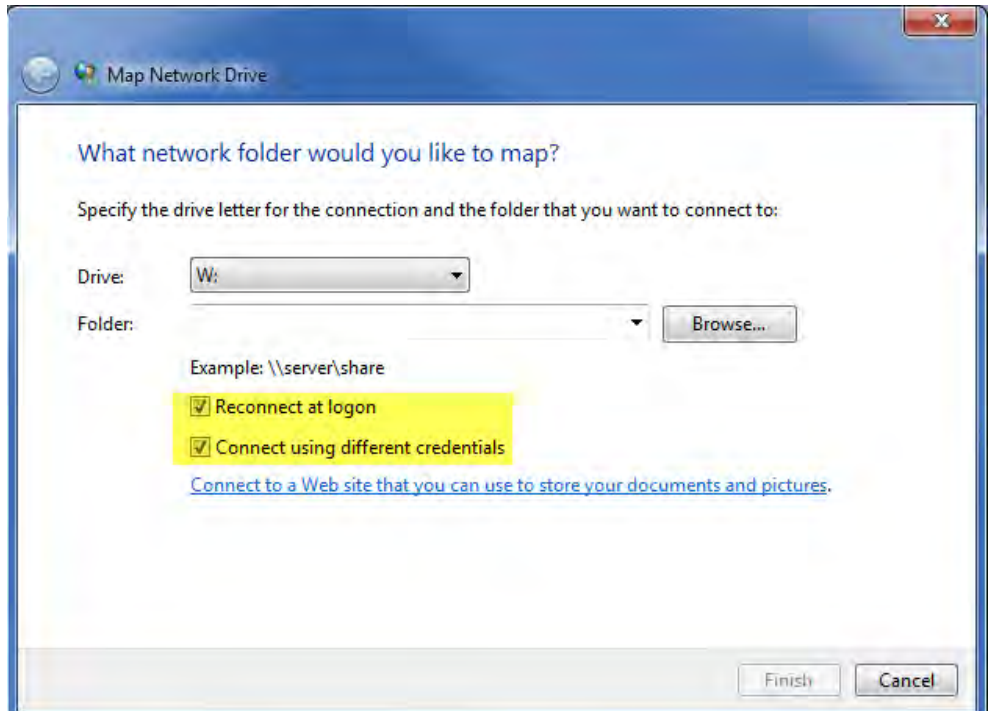 Map Network Drive
What network folder would you like to map?
Specify the drive letter for the connection and the folder that you want to connect to:
Drive: W:
Folder: Browse...
Example: \\server\share
Reconnect at logon
Connect using different credentials
Connect to a Web site that you can use to store your documents and pictures.
Finish Cancel